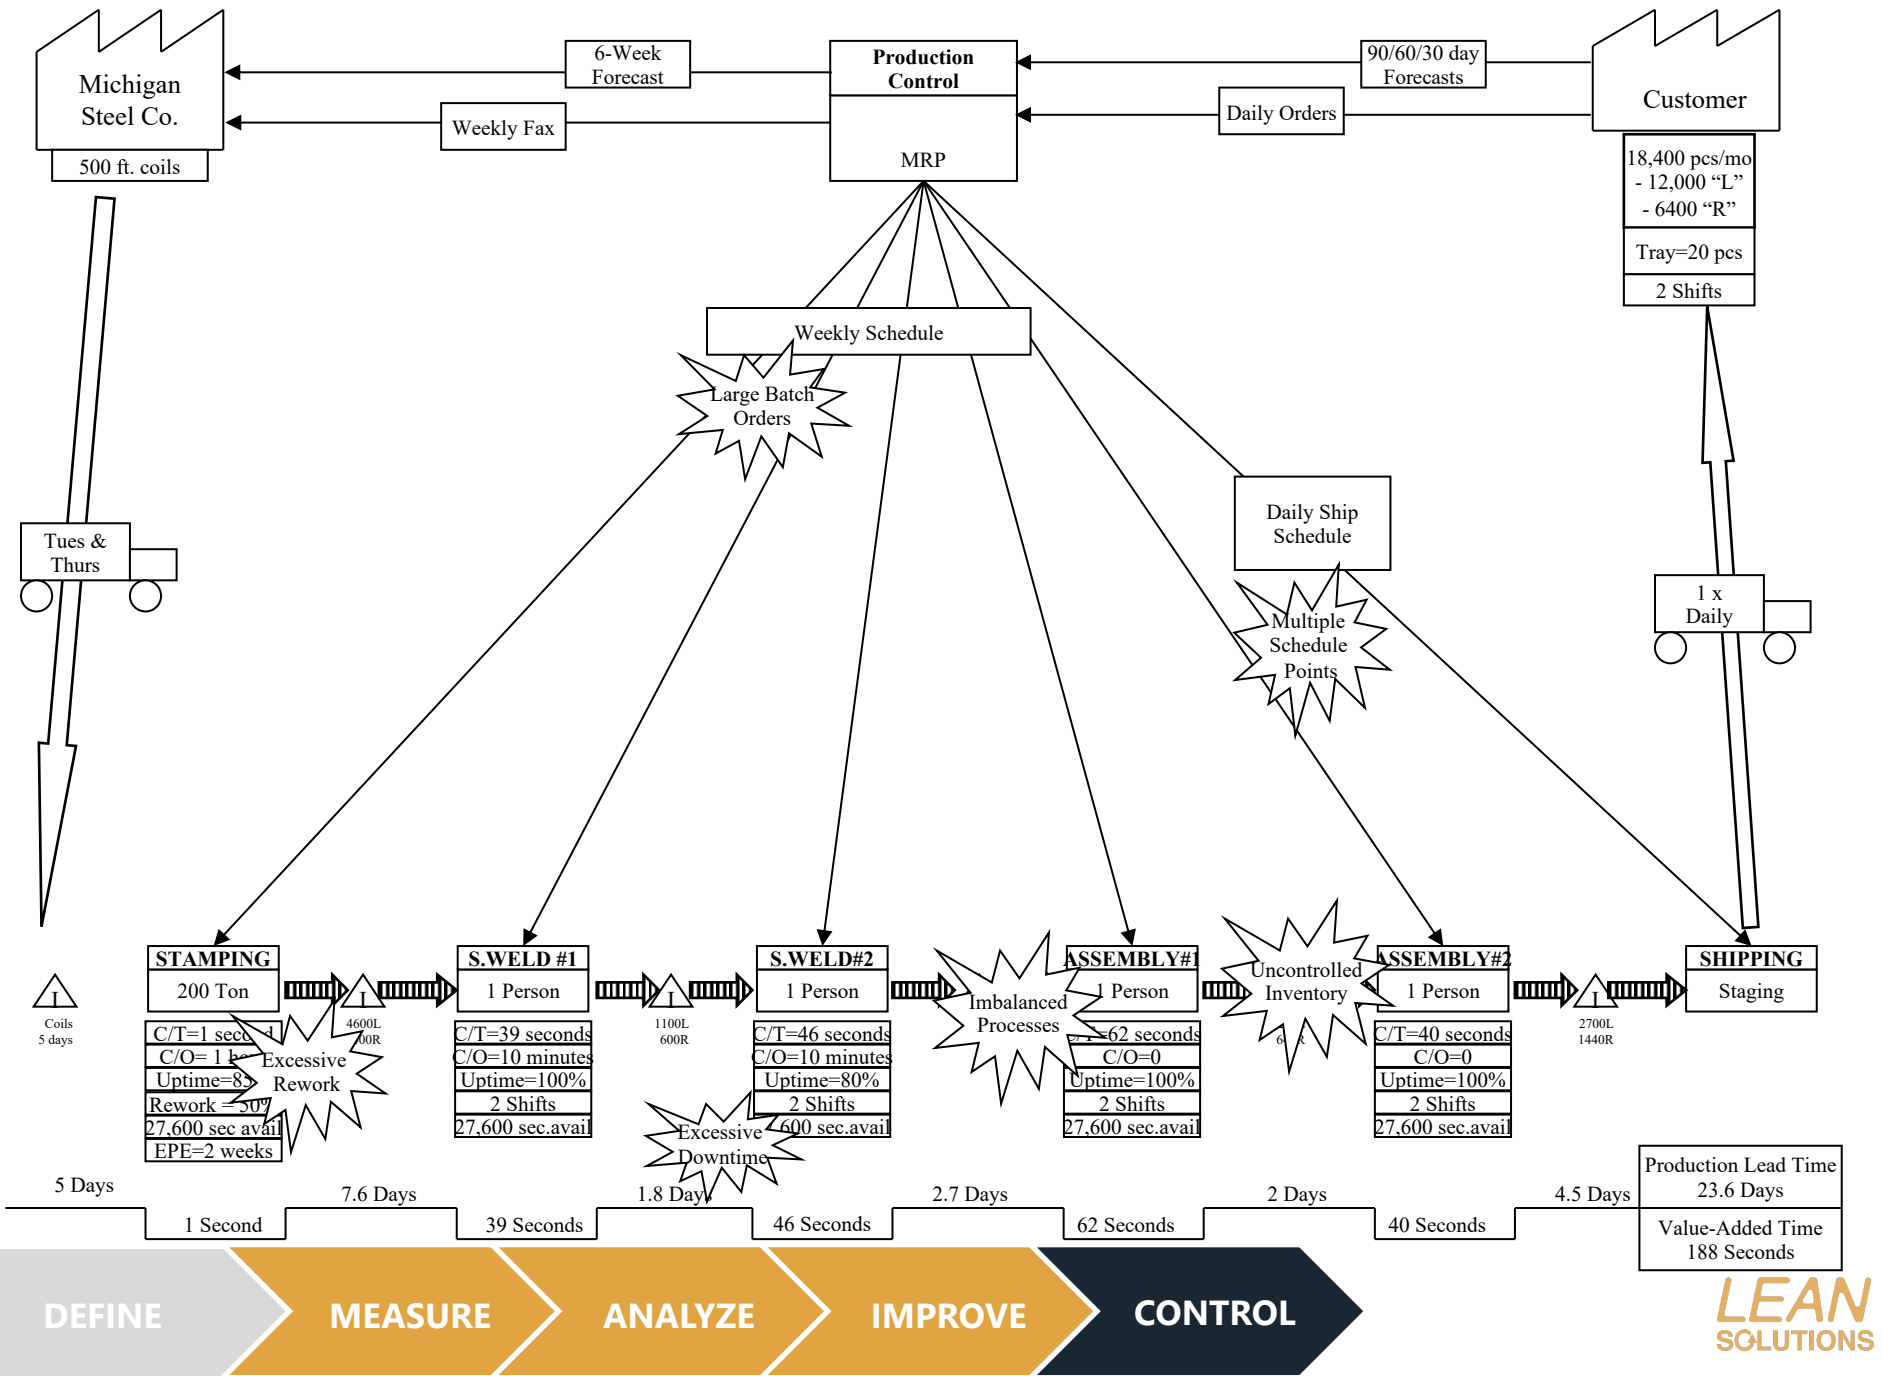 Michigan
Steel Co.
500 ft. coils
6-Week
Forecast
Weekly Fax
Production
Control
MRP
90/60/30 day
Forecasts
Daily Orders
Customer
18,400 pcs/mo
- 12,000 “L”
- 6400 “R”
Tray=20 pcs
2 Shifts
Weekly Schedule
Large Batch
Orders
Daily Ship
Schedule
Multiple
Schedule
Points
Tues &
Thurs
1 x
Daily
I
Coils
5 days
STAMPING
200 Ton
C/T=1 second
C/O= 1
Uptime=85
Rework = 50%
27,600 sec avail
EPE=2 weeks
Excessive
Rework
I
4600L
S.WELD #1
1 Person
C/T=39 seconds
C/O=10 minutes
Uptime=100%
2 Shifts
27,600 sec.avail
I
1100L
600R
Excessive
Downtime
S.WELD#2
1 Person
C/T=46 seconds
C/O=10 minutes
Uptime=80%
2 Shifts
600 sec.avail
Imbalanced
Processes
ASSEMBLY#1
1 Person
C/T=62 seconds
C/O=0
Uptime=100%
2 Shifts
27,600 sec.avail
Uncontrolled
Inventory
ASSEMBLY#2
1 Person
C/T=40 seconds
C/O=0
Uptime=100%
2 Shifts
27,600 sec.avail
I
2700L
1440R
SHIPPING
Staging
5 Days
1 Second
7.6 Days
39 Seconds
1.8 Days
46 Seconds
2.7 Days
62 Seconds
2 Days
40 Seconds
4.5 Days
Production Lead Time
23.6 Days
Value-Added Time
188 Seconds
DEFINE
MEASURE
ANALYZE
IMPROVE
CONTROL
LEAN
SOLUTIONS